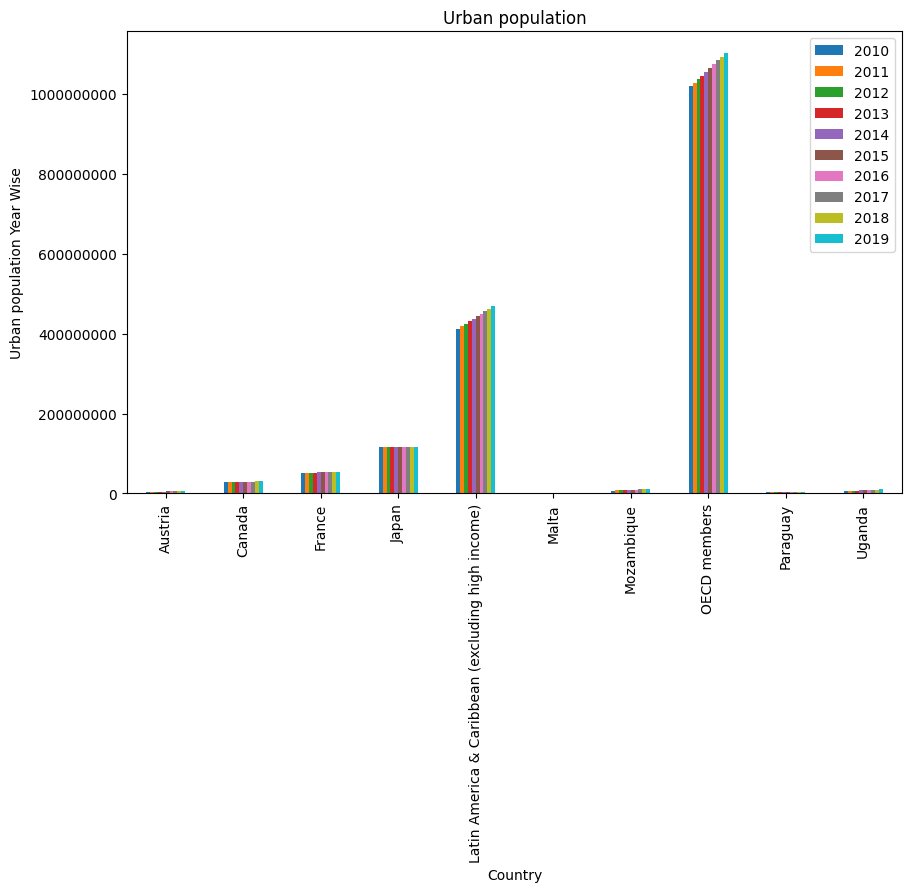 Urban population
Urban population Year Wise
1000000000
800000000
600000000
400000000
200000000
0
2010
2011
2012
2013
2014
2015
2016
2017
2018
2019
Austria
Canada
France
Japan
Latin America & Caribbean (excluding high income)
Malta
Mozambique
OECD members
Paraguay
Uganda
Country